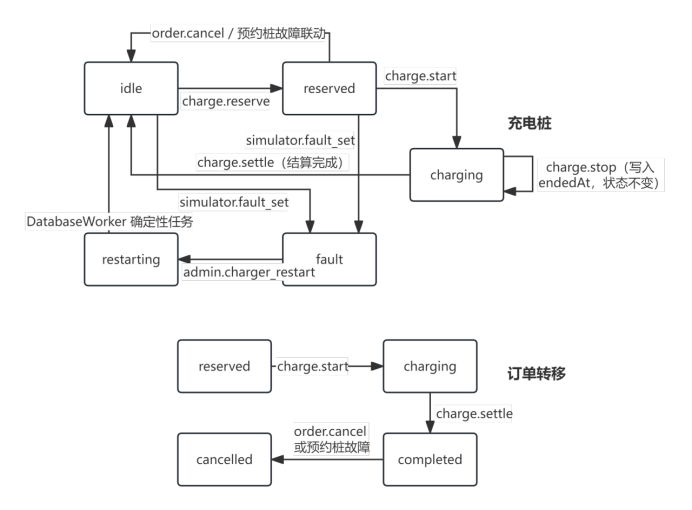 order.cancel / 预约桩故障联动
idle
charge.reserve
reserved
charge.start
充电桩
simulator.fault_set
charge.settle（结算完成）
charging
charge.stop（写入
endedAt，状态不变）
simulator.fault_set
DatabaseWorker 确定性任务
restarting
admin.charger_restart
fault
reserved
charge.start
charging
订单转移
charge.settle
order.cancel
或预约桩故障
cancelled
completed